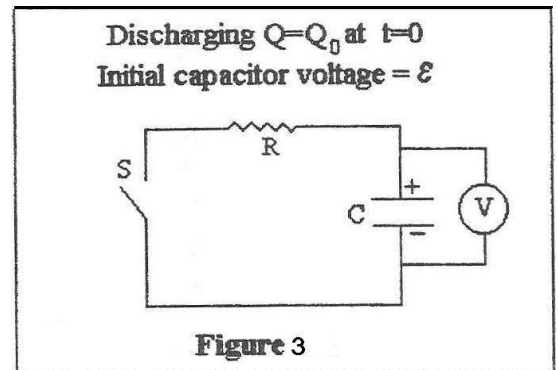 Discharging Q=Q₀ at t=0
Initial capacitor voltage = ℰ
R
S
+
C
V
−
Figure 3